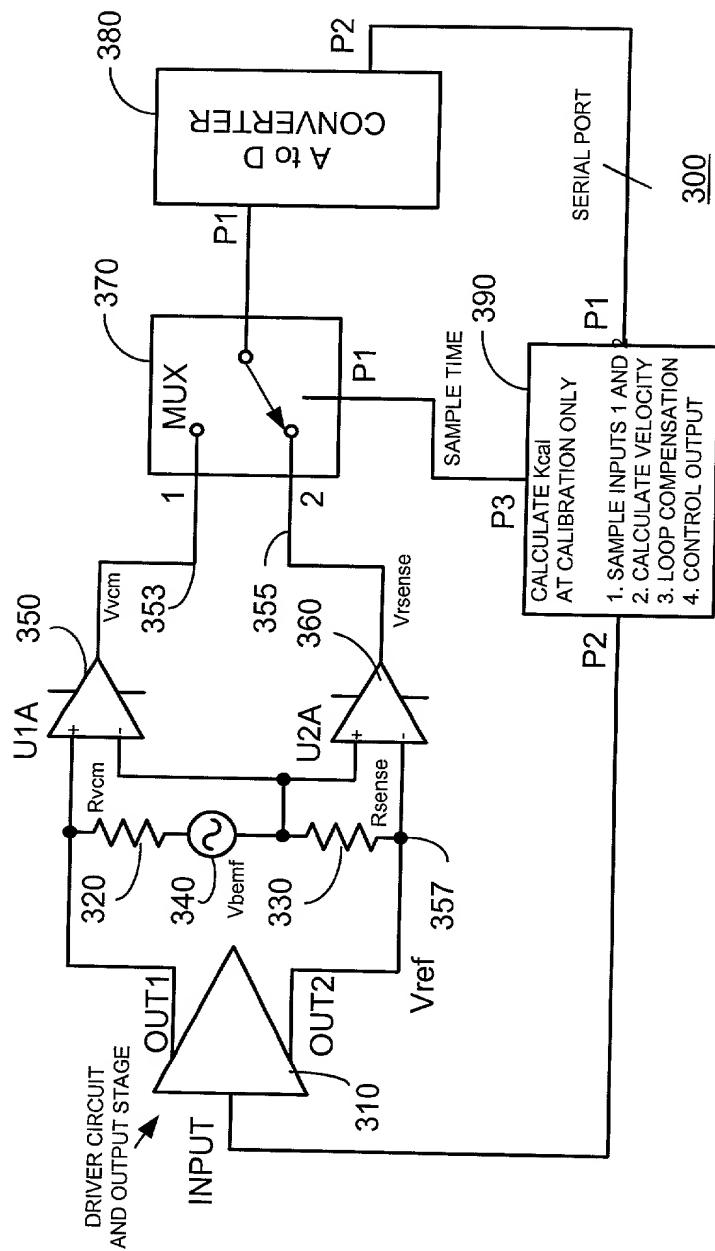 DRIVER CIRCUIT
AND OUTPUT STAGE
INPUT
OUT1
OUT2
310
Vref
320
Rvcm
340
Vbemf
330
Rsense
357
U1A
+
-
350
Vvcm
353
U2A
+
-
360
Vrsense
355
1
2
MUX
370
P1
SAMPLE TIME
P1
A to D
CONVERTER
380
P2
SERIAL PORT
300
390
P1
P3
P2
CALCULATE Kcal
AT CALIBRATION ONLY
1. SAMPLE INPUTS 1 AND 2
2. CALCULATE VELOCITY
3. LOOP COMPENSATION
4. CONTROL OUTPUT